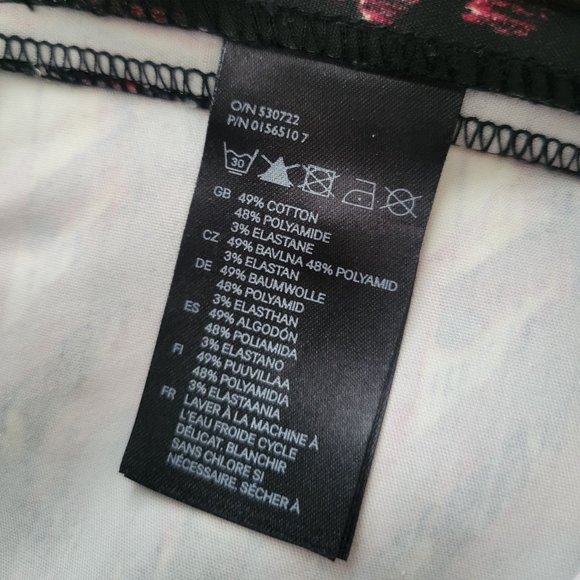 O/N 530722
P/N 0156510 7
30
GB 49% COTTON
48% POLYAMIDE
3% ELASTANE
CZ 49% BAVLNA 48% POLYAMID
3% ELASTAN
DE 49% BAUMWOLLE
48% POLYAMID
3% ELASTHAN
ES 49% ALGODÓN
48% POLIAMIDA
3% ELASTANO
FI 49% PUUVILLAA
48% POLYAMIDIA
3% ELASTAANIA
FR LAVER À LA MACHINE À
L'EAU FROIDE CYCLE
DÉLICAT, BLANCHIR
SANS CHLORE SI
NÉCESSAIRE, SÉCHER À